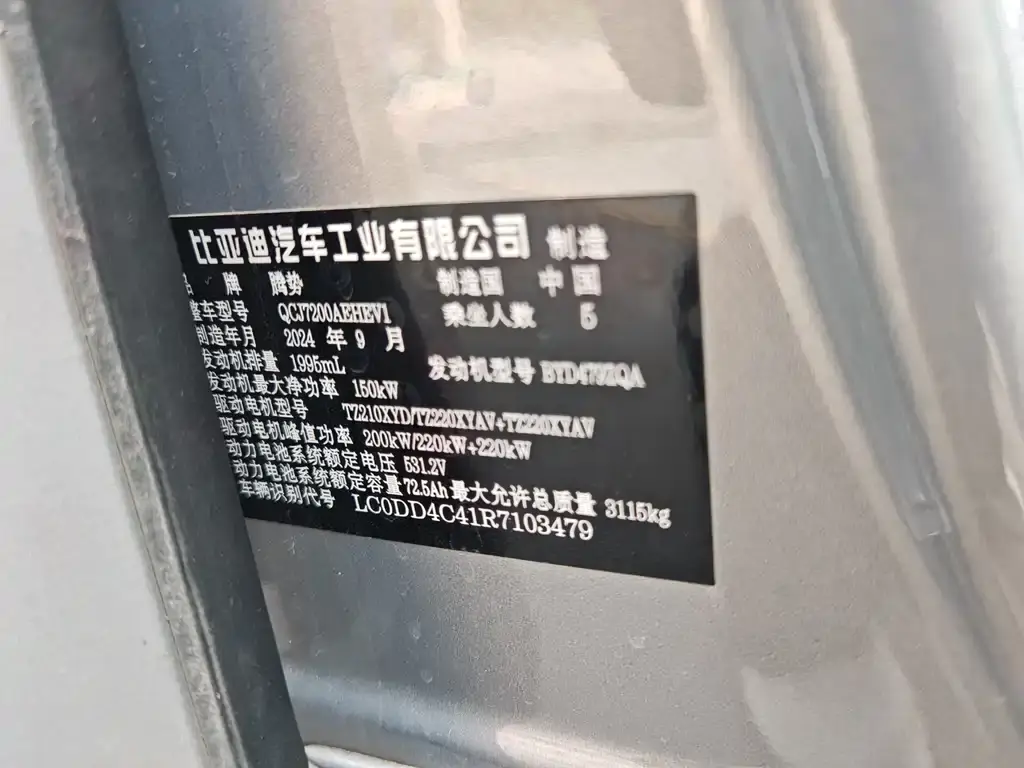 比亚迪汽车工业有限公司 制造
品 牌 腾势 制造国 中国
整车型号 QCJ7200AEHEV1 乘坐人数 5
制造年月 2024 年 9 月
发动机排量 1995mL 发动机型号 BYD479ZQA
发动机最大净功率 150kW
驱动电机型号 TZ210XYD/TZ220XYAV+TZ220XYAV
驱动电机峰值功率 200kW/220kW+220kW
动力电池系统额定电压 531.2V
动力电池系统额定容量 72.5Ah 最大允许总质量 3115kg
车辆识别代号 LC0DD4C41R7103479